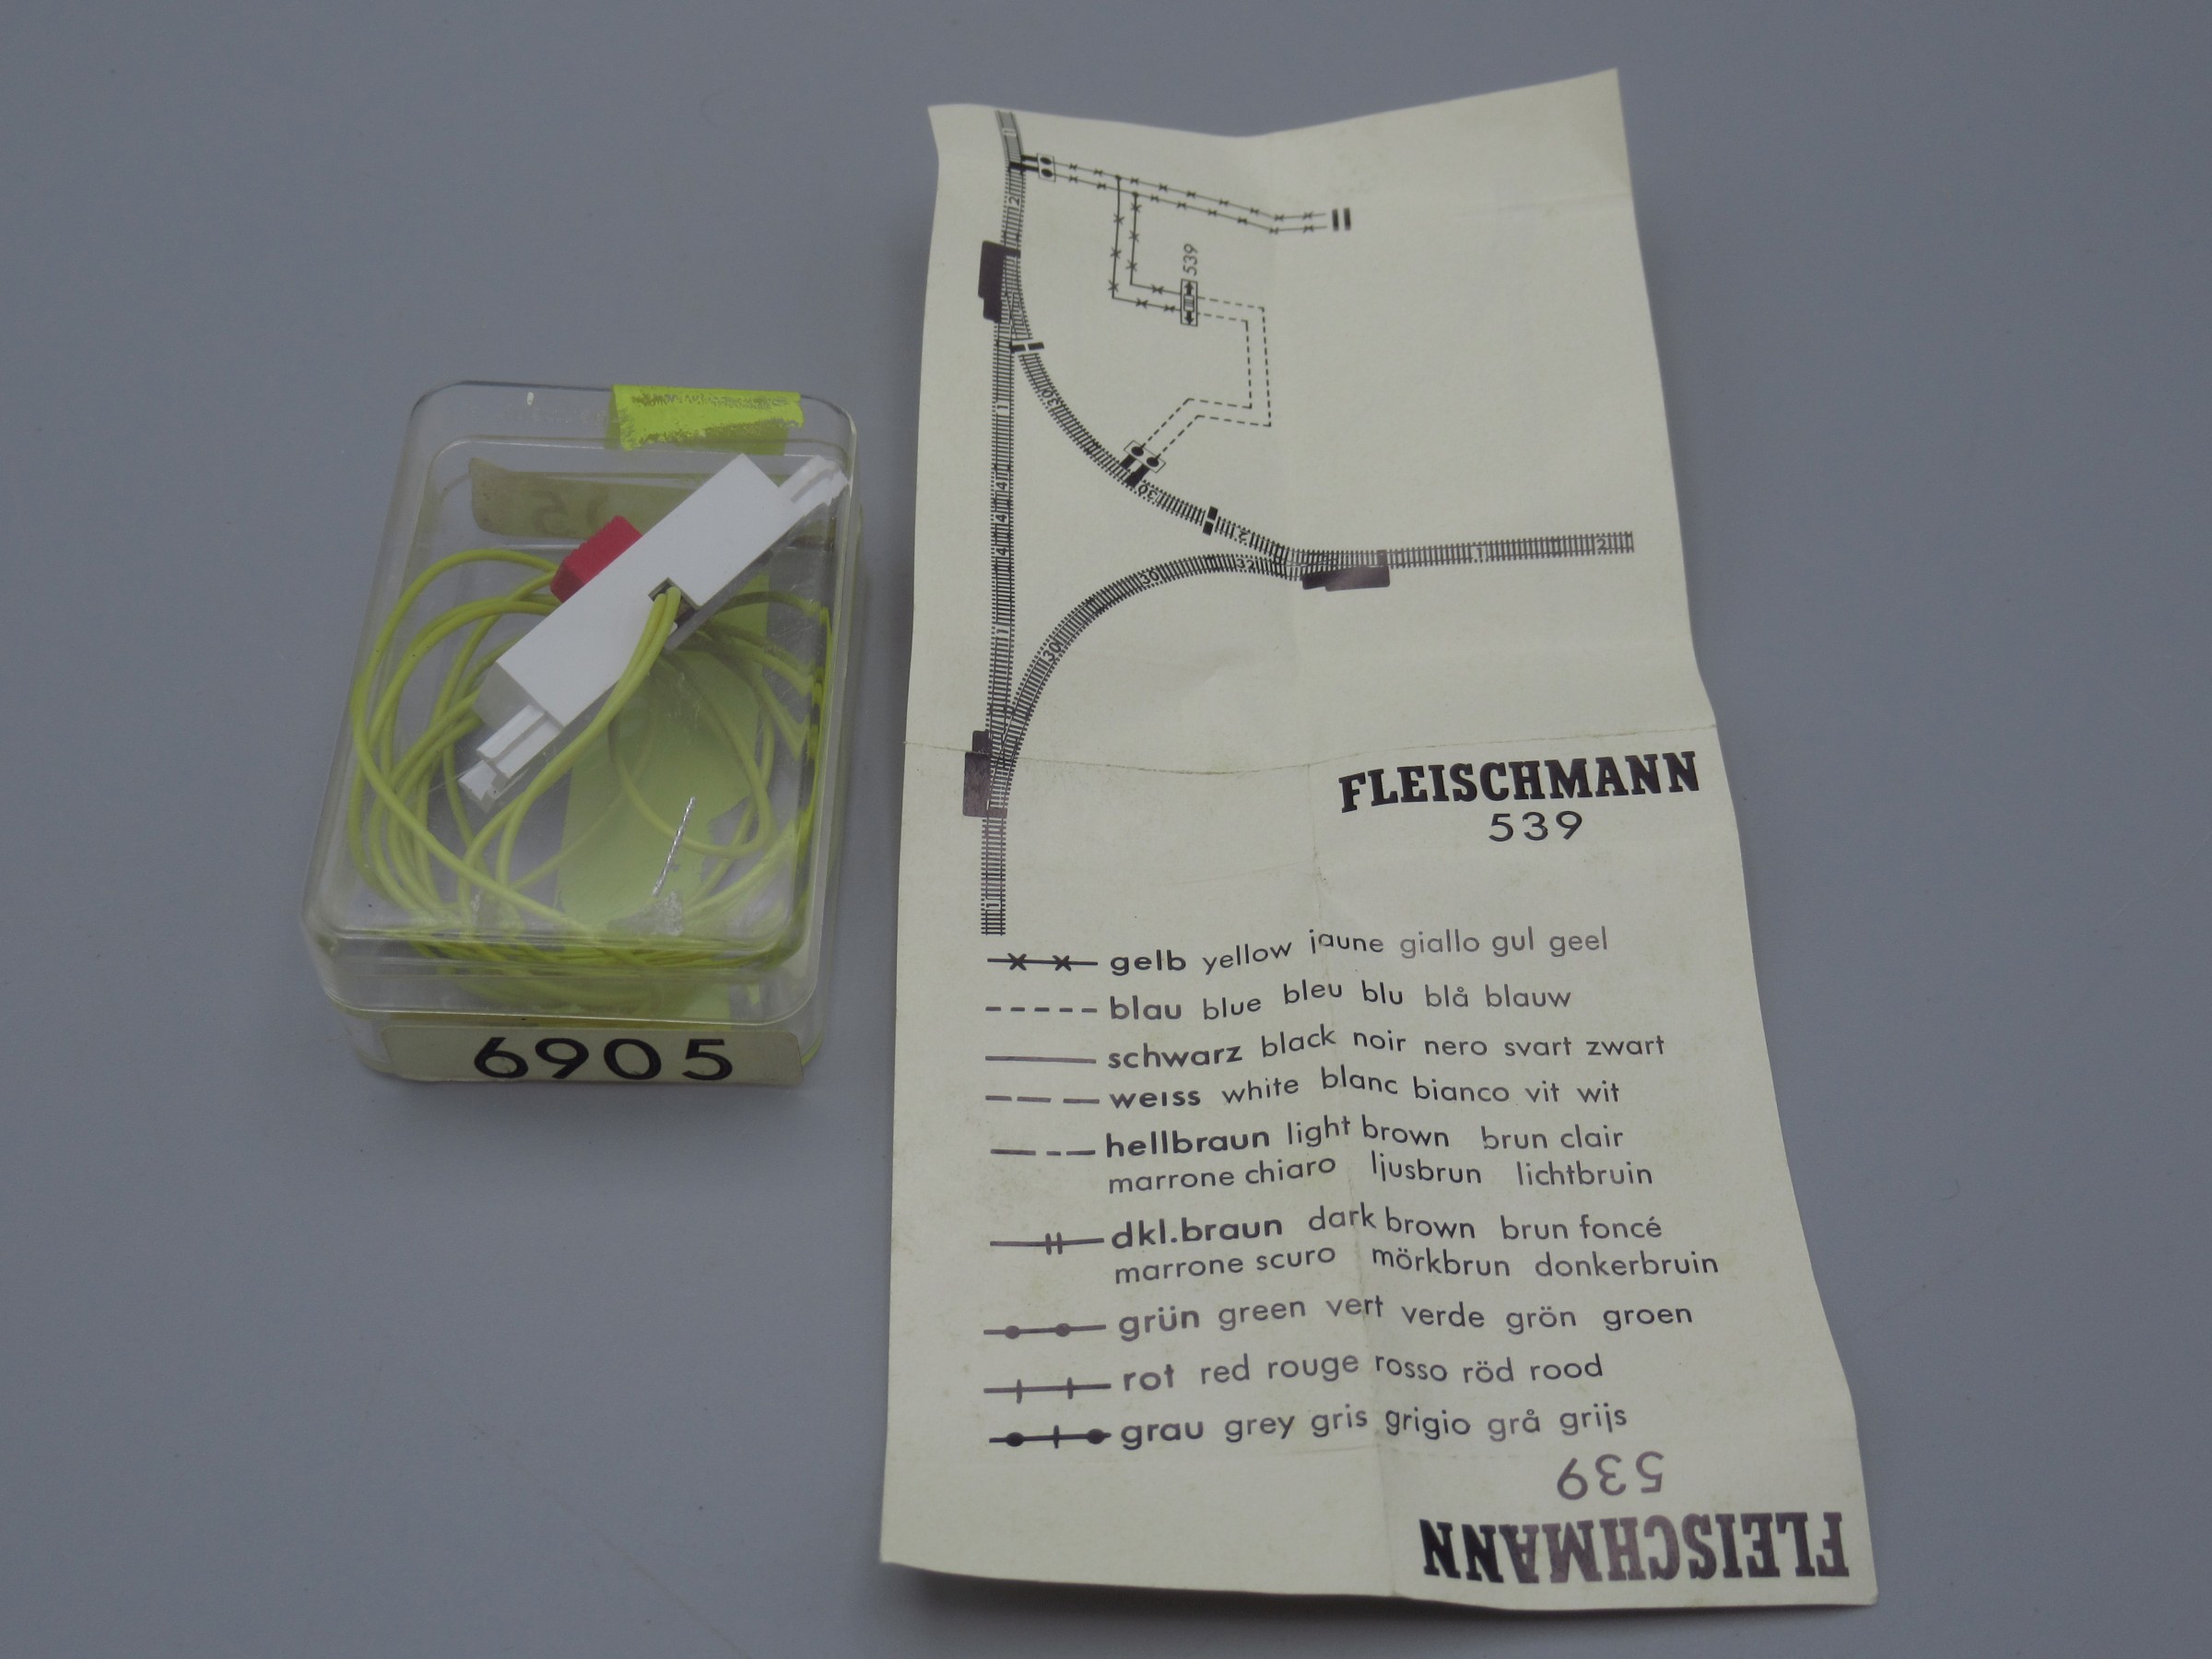 539
FLEISCHMANN
539
gelb yellow jaune giallo gul geel
blau blue bleu blu blå blauw
schwarz black noir nero svart zwart
weiss white blanc bianco vit wit
hellbraun light brown brun clair
marrone chiaro ljusbrun lichtbruin
dkl.braun dark brown brun foncé
marrone scuro mörkbrun donkerbruin
grün green vert verde grön groen
rot red rouge rosso röd rood
grau grey gris grigio grå grijs
539
FLEISCHMANN
6905